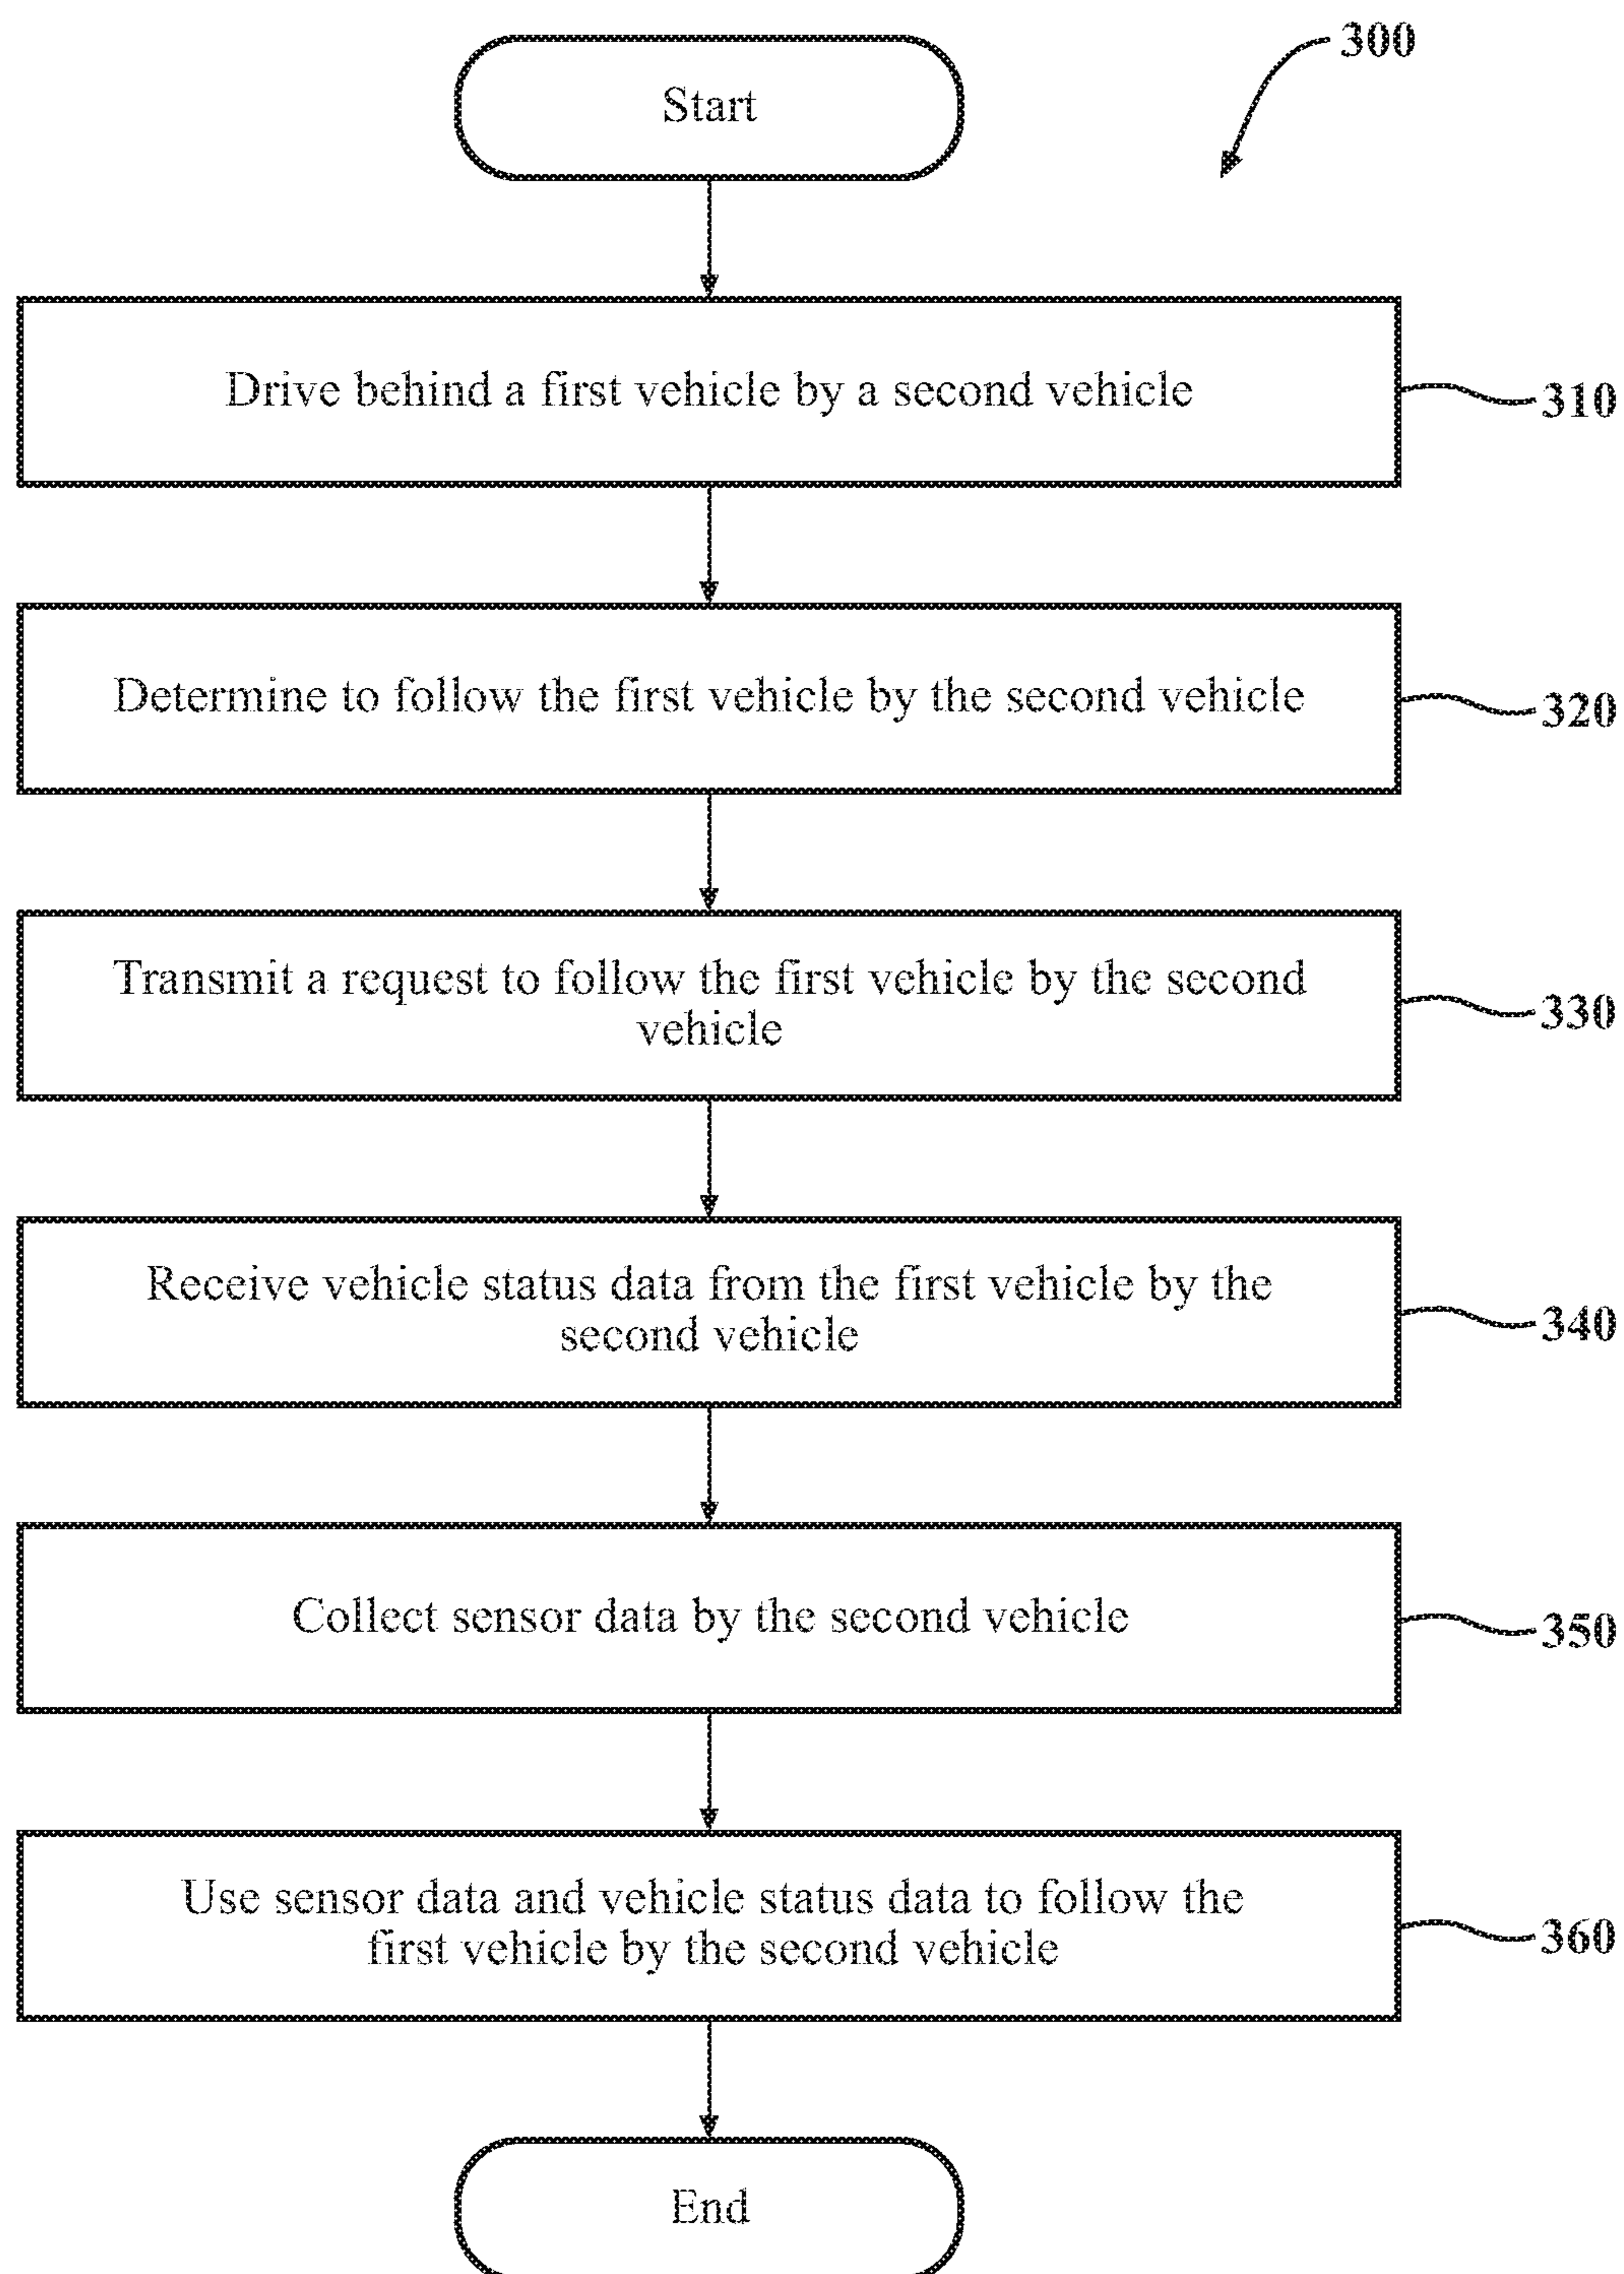 300
Start
Drive behind a first vehicle by a second vehicle
310
Determine to follow the first vehicle by the second vehicle
320
Transmit a request to follow the first vehicle by the second
vehicle
330
Receive vehicle status data from the first vehicle by the
second vehicle
340
Collect sensor data by the second vehicle
350
Use sensor data and vehicle status data to follow the
first vehicle by the second vehicle
360
End